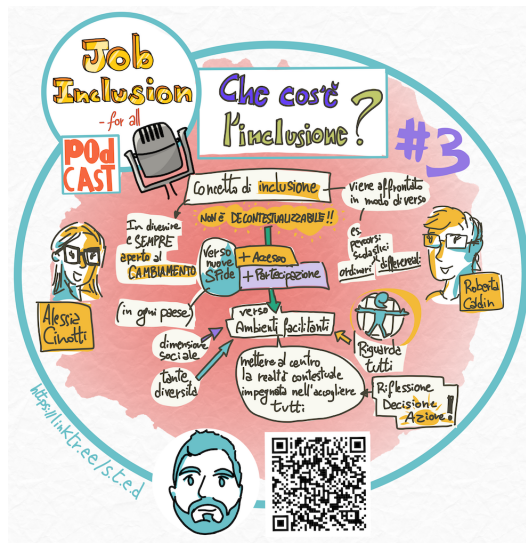 Job
Inclusion
- for all
POd
CAST
Che cos'è
l'inclusione?
#3
Concetto di inclusione
viene affrontato
in modo diverso
NON È DECONTESTUALIZZABILE!!
In divenire
e SEMPRE
aperto al
CAMBIAMENTO
es.
percorsi
scolastici
ordinari
differenziali
verso
nuove
SFide
+ Accesso
+ Partecipazione
Alessia
Cinotti
Roberta
Caldin
(in ogni paese)
verso
Ambienti facilitanti
dimensione
sociale
tante
diversità
Riguarda
tutti
mettere al centro
la realtà contestuale
impegnata nell'accogliere
tutti
Riflessione
Decisione
Azione!
https://linktr.ee/s.t.e.d